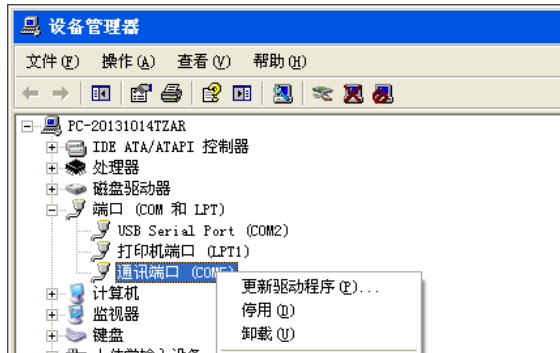 设备管理器
文件(F) 操作(A) 查看(V) 帮助(H)
PC-20131014TZAR
IDE ATA/ATAPI 控制器
处理器
磁盘驱动器
端口 (COM 和 LPT)
USB Serial Port (COM2)
打印机端口 (LPT1)
通讯端口
更新驱动程序(P)...
计算机
停用(D)
监视器
卸载(U)
键盘